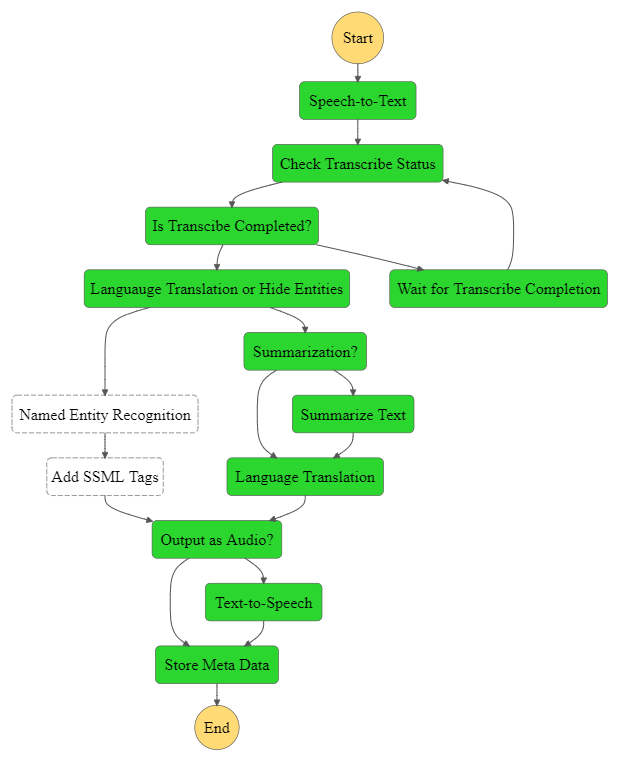 Start
Speech-to-Text
Check Transcribe Status
Is Transcibe Completed?
Languauge Translation or Hide Entities
Wait for Transcribe Completion
Summarization?
Named Entity Recognition
Summarize Text
Add SSML Tags
Language Translation
Output as Audio?
Text-to-Speech
Store Meta Data
End